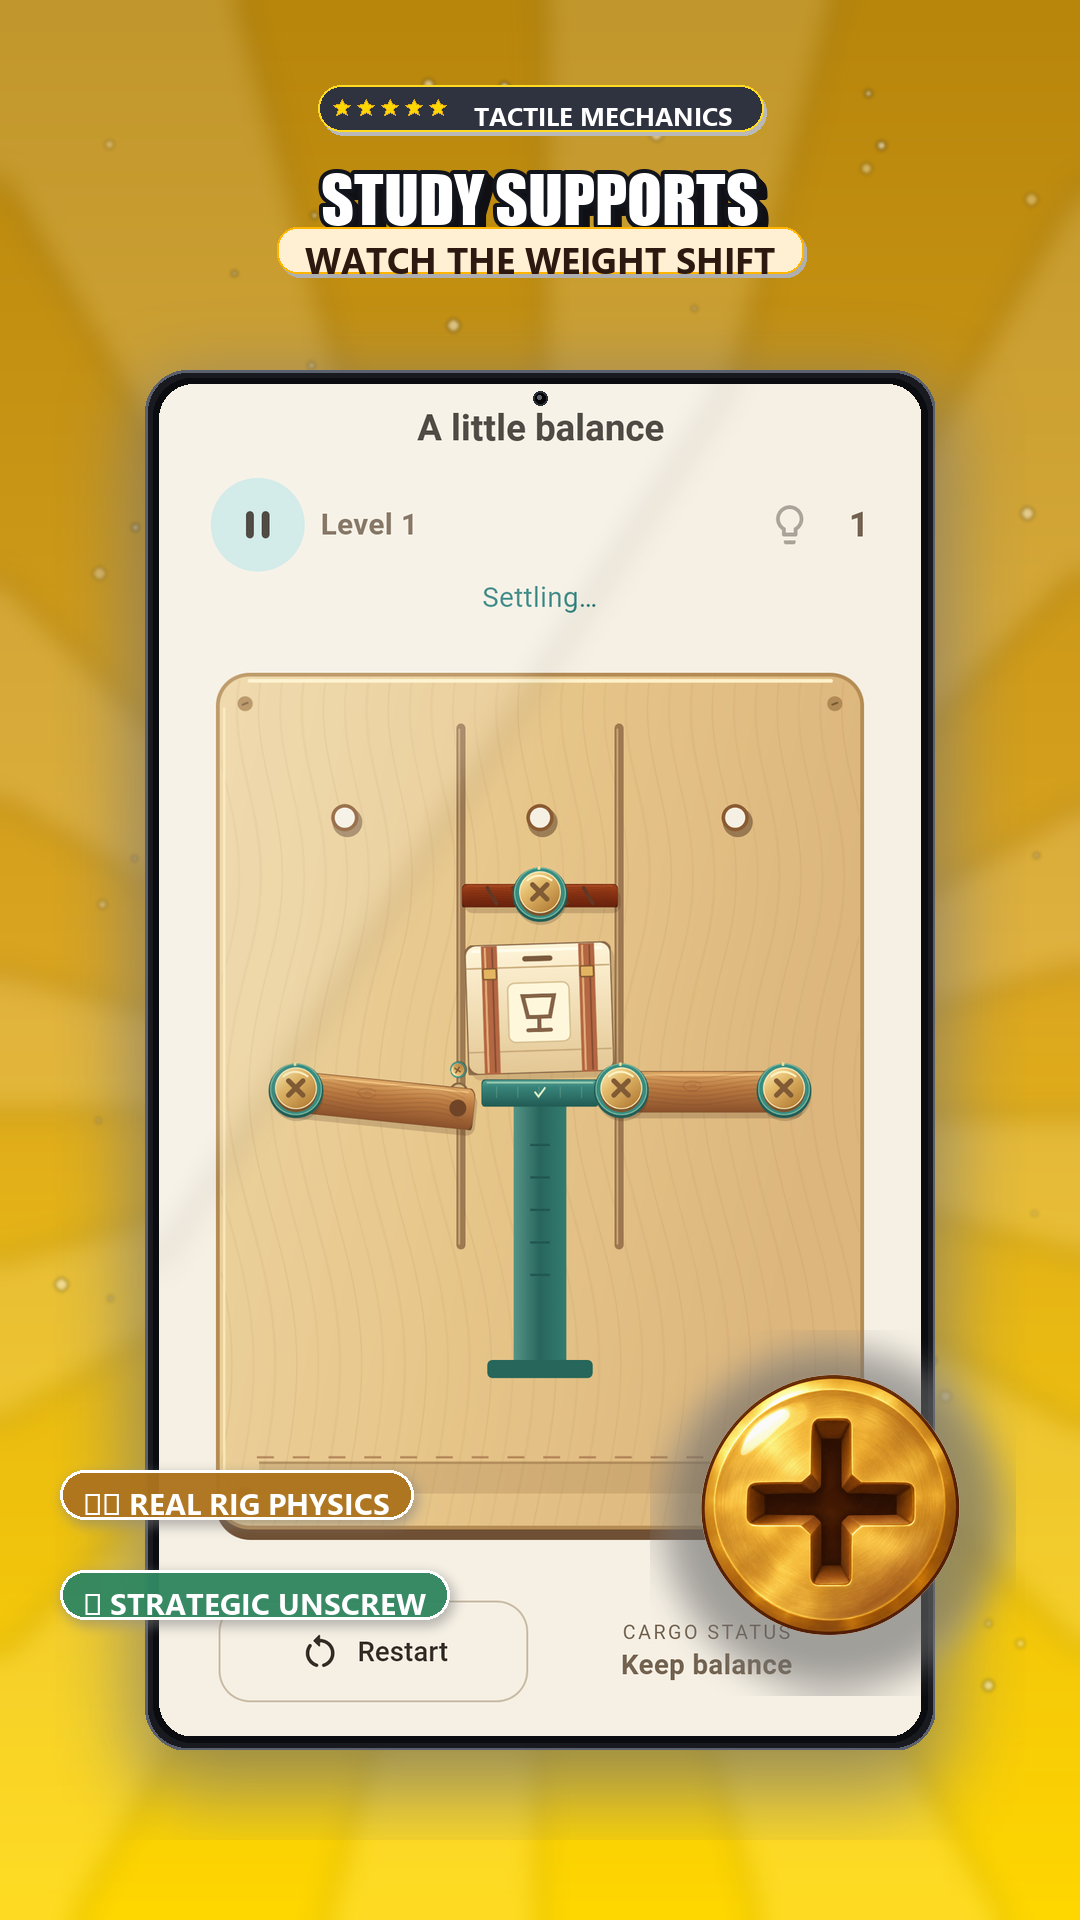 ★★★★★ TACTILE MECHANICS
STUDY SUPPORTS
WATCH THE WEIGHT SHIFT
A little balance
Level 1
1
Settling...
REAL RIG PHYSICS
STRATEGIC UNSCREW
Restart
CARGO STATUS
Keep balance